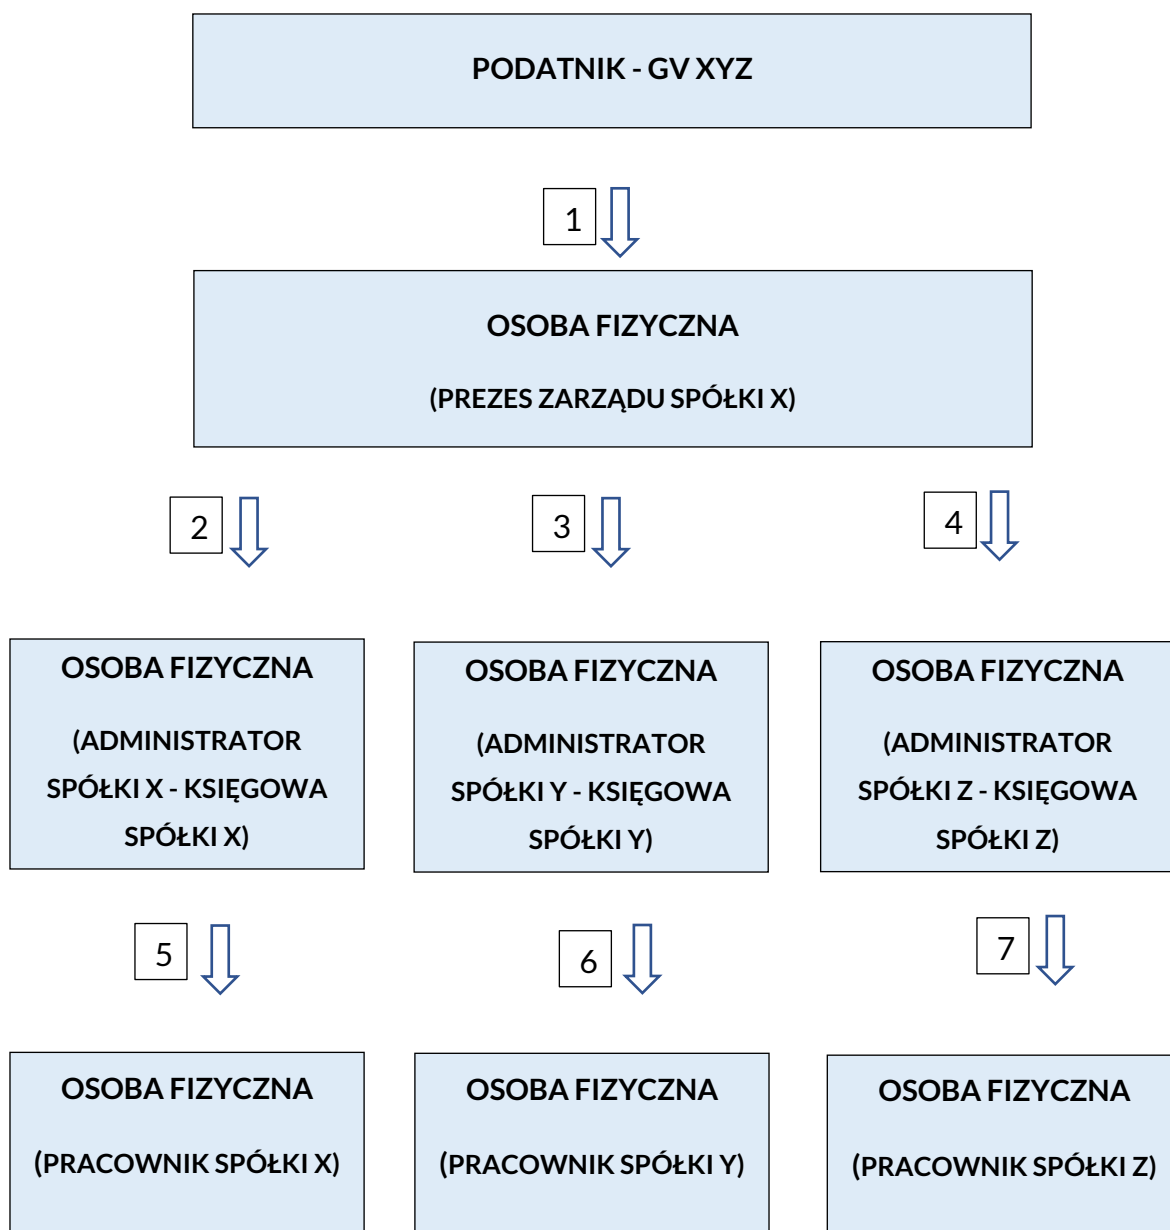 PODATNIK - GV XYZ
1
OSOBA FIZYCZNA
(PREZES ZARZĄDU SPÓŁKI X)
2
3
4
OSOBA FIZYCZNA
(ADMINISTRATOR
SPÓŁKI X - KSIĘGOWA
SPÓŁKI X)
OSOBA FIZYCZNA
(ADMINISTRATOR
SPÓŁKI Y - KSIĘGOWA
SPÓŁKI Y)
OSOBA FIZYCZNA
(ADMINISTRATOR
SPÓŁKI Z - KSIĘGOWA
SPÓŁKI Z)
5
6
7
OSOBA FIZYCZNA
(PRACOWNIK SPÓŁKI X)
OSOBA FIZYCZNA
(PRACOWNIK SPÓŁKI Y)
OSOBA FIZYCZNA
(PRACOWNIK SPÓŁKI Z)